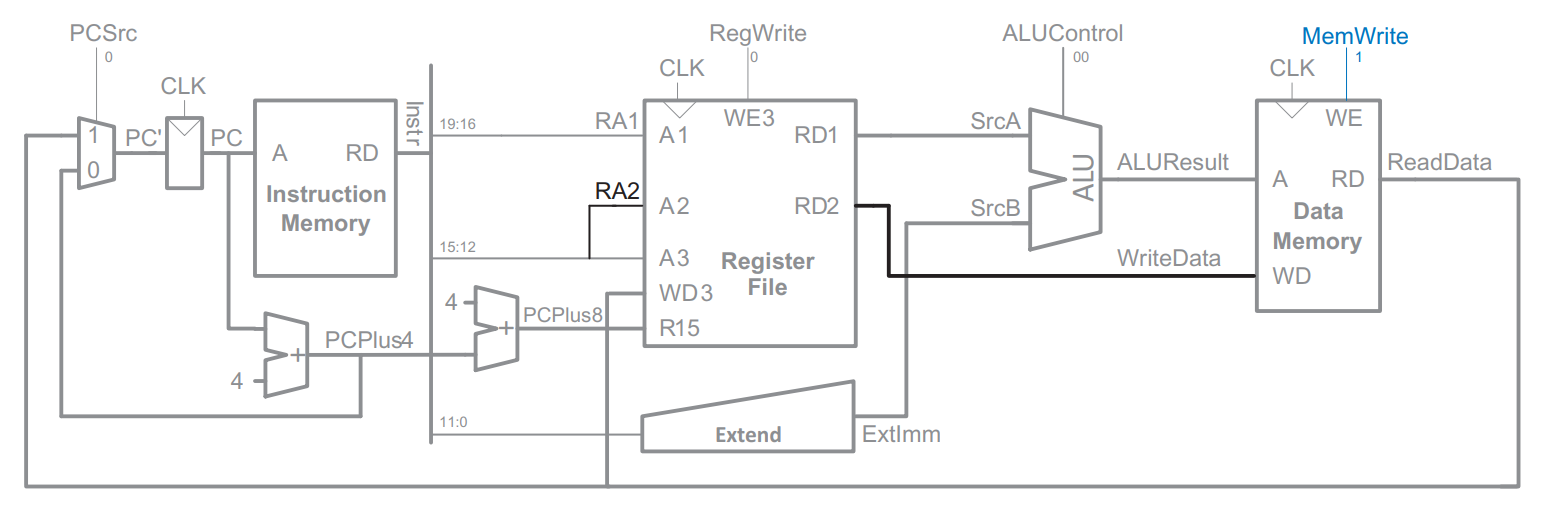 PCSrc
0
CLK
1
0
PC'
PC
A
RD
Instruction
Memory
Instr
4
+
PCPlus4
4
+
PCPlus8
19:16
15:12
11:0
RA1
RA2
RegWrite
0
CLK
WE3
A1
RD1
A2
RD2
A3
WD3
R15
Register
File
Extend
ExtImm
ALUControl
00
SrcA
SrcB
ALU
ALUResult
WriteData
MemWrite
1
CLK
WE
A
RD
Data
Memory
WD
ReadData